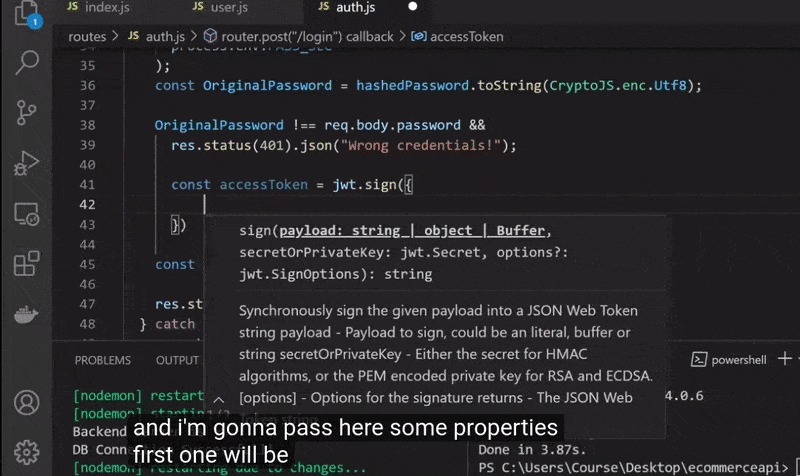 JS index.js JS user.js JS auth.js
1
routes > JS auth.js > router.post("/login") callback > accessToken
34 process.env.PASS_SEC
35 );
36 const OriginalPassword = hashedPassword.toString(CryptoJS.enc.Utf8);
37
38 OriginalPassword !== req.body.password &&
39 res.status(401).json("Wrong credentials!");
40
41 const accessToken = jwt.sign({
42
43 })
44
45 const
46
47 res.st
48 } catch
sign(payload: string | object | Buffer,
secretOrPrivateKey: jwt.Secret, options?:
jwt.SignOptions): string
Synchronously sign the given payload into a JSON Web Token
string payload - Payload to sign, could be an literal, buffer or
string secretOrPrivateKey - Either the secret for HMAC
algorithms, or the PEM encoded private key for RSA and ECDSA.
[options] - Options for the signature returns - The JSON Web
Token string
PROBLEMS OUTPUT powershell
[nodemon] restart 4.0.6
[nodemon] starting
Backend
DB Connection
Done in 3.87s.
[nodemon] restarting due to changes... PS C:\Users\Course\Desktop\ecommerceapi>
and i'm gonna pass here some properties
first one will be